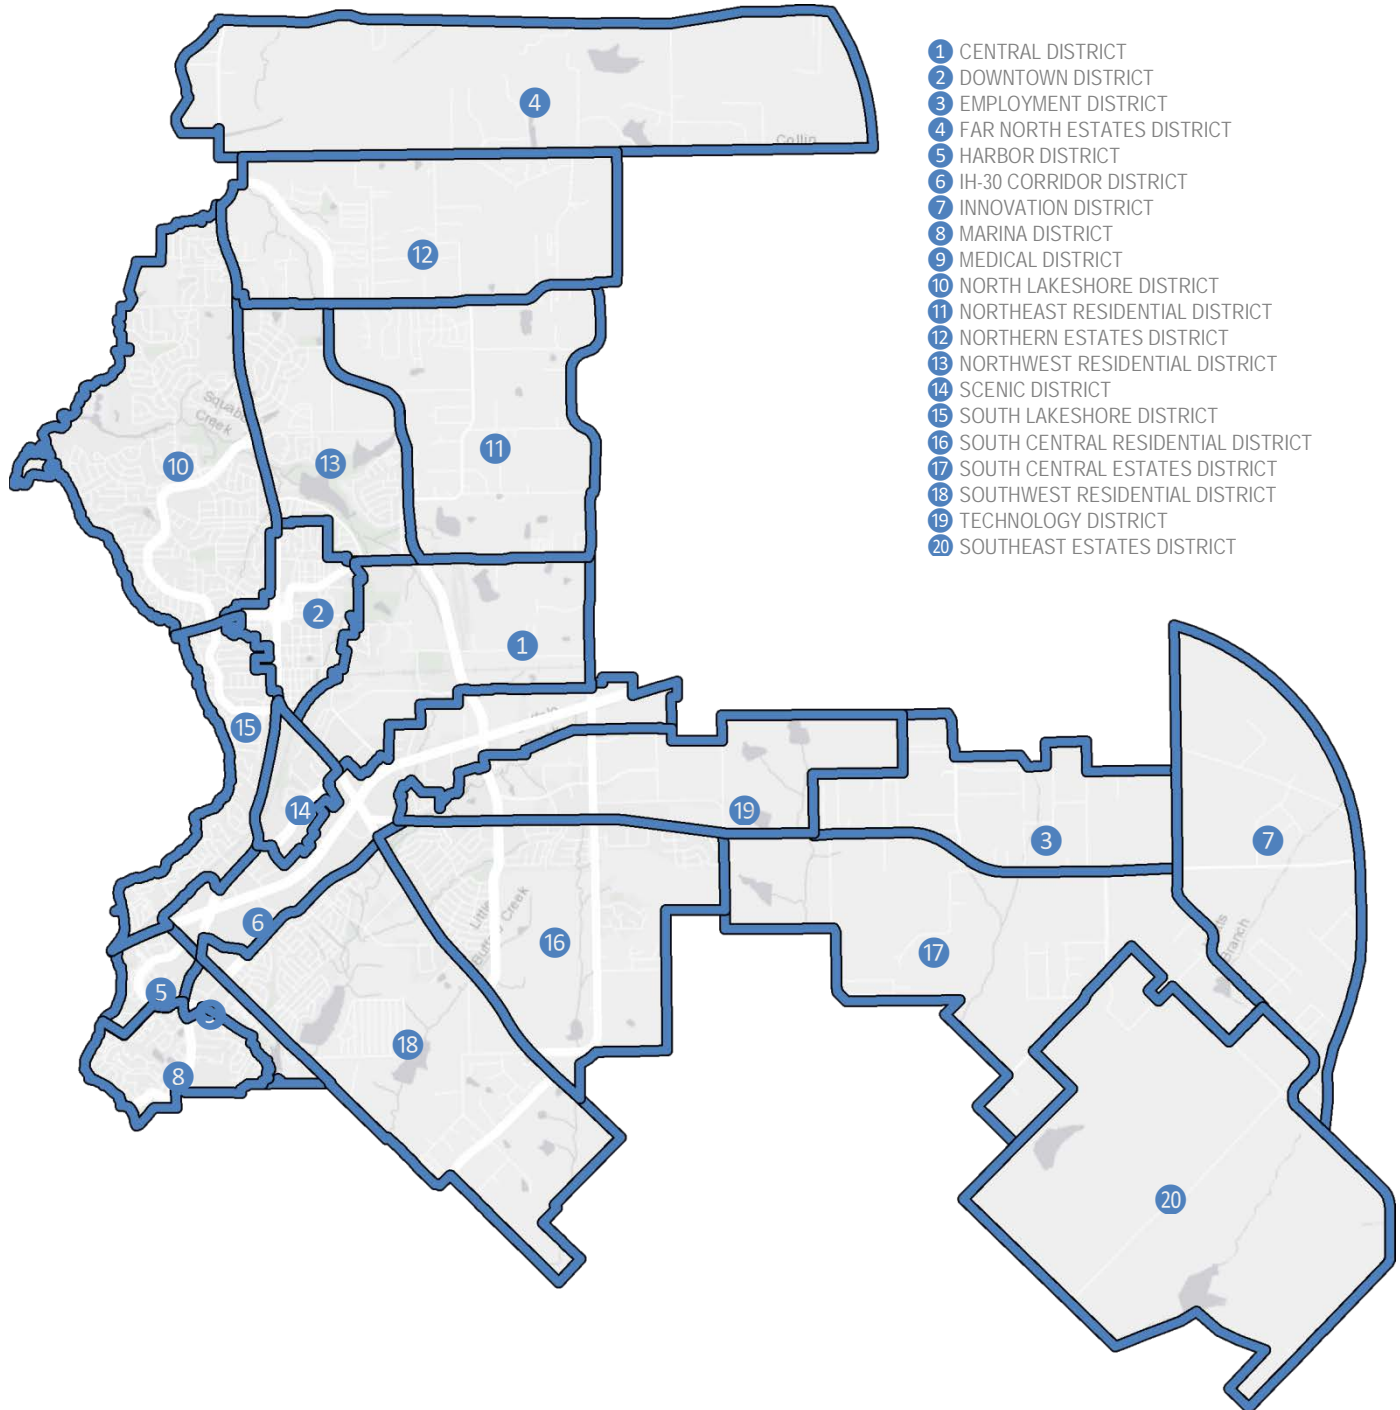 1 CENTRAL DISTRICT
2 DOWNTOWN DISTRICT
3 EMPLOYMENT DISTRICT
4 FAR NORTH ESTATES DISTRICT
5 HARBOR DISTRICT
6 IH-30 CORRIDOR DISTRICT
7 INNOVATION DISTRICT
8 MARINA DISTRICT
9 MEDICAL DISTRICT
10 NORTH LAKESHORE DISTRICT
11 NORTHEAST RESIDENTIAL DISTRICT
12 NORTHERN ESTATES DISTRICT
13 NORTHWEST RESIDENTIAL DISTRICT
14 SCENIC DISTRICT
15 SOUTH LAKESHORE DISTRICT
16 SOUTH CENTRAL RESIDENTIAL DISTRICT
17 SOUTH CENTRAL ESTATES DISTRICT
18 SOUTHWEST RESIDENTIAL DISTRICT
19 TECHNOLOGY DISTRICT
20 SOUTHEAST ESTATES DISTRICT
4
Collin
12
Squabble
Creek
11
13
10
2
1
15
14
19
3
7
Little
Buffalo Creek
6
16
17
Branch
5
18
8
20